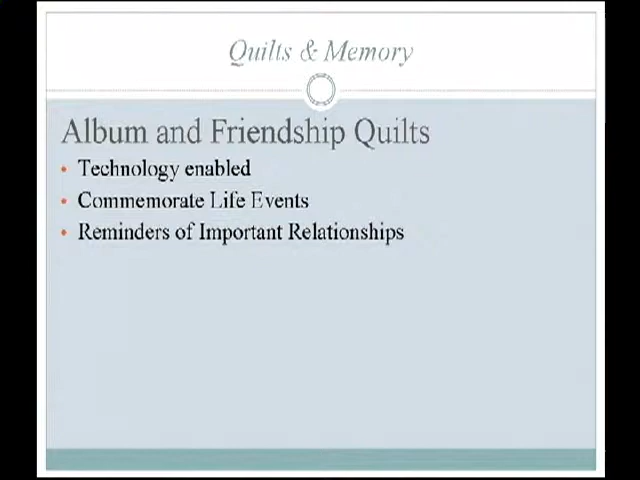 Quilts & Memory
Album and Friendship Quilts
• Technology enabled
• Commemorate Life Events
• Reminders of Important Relationships